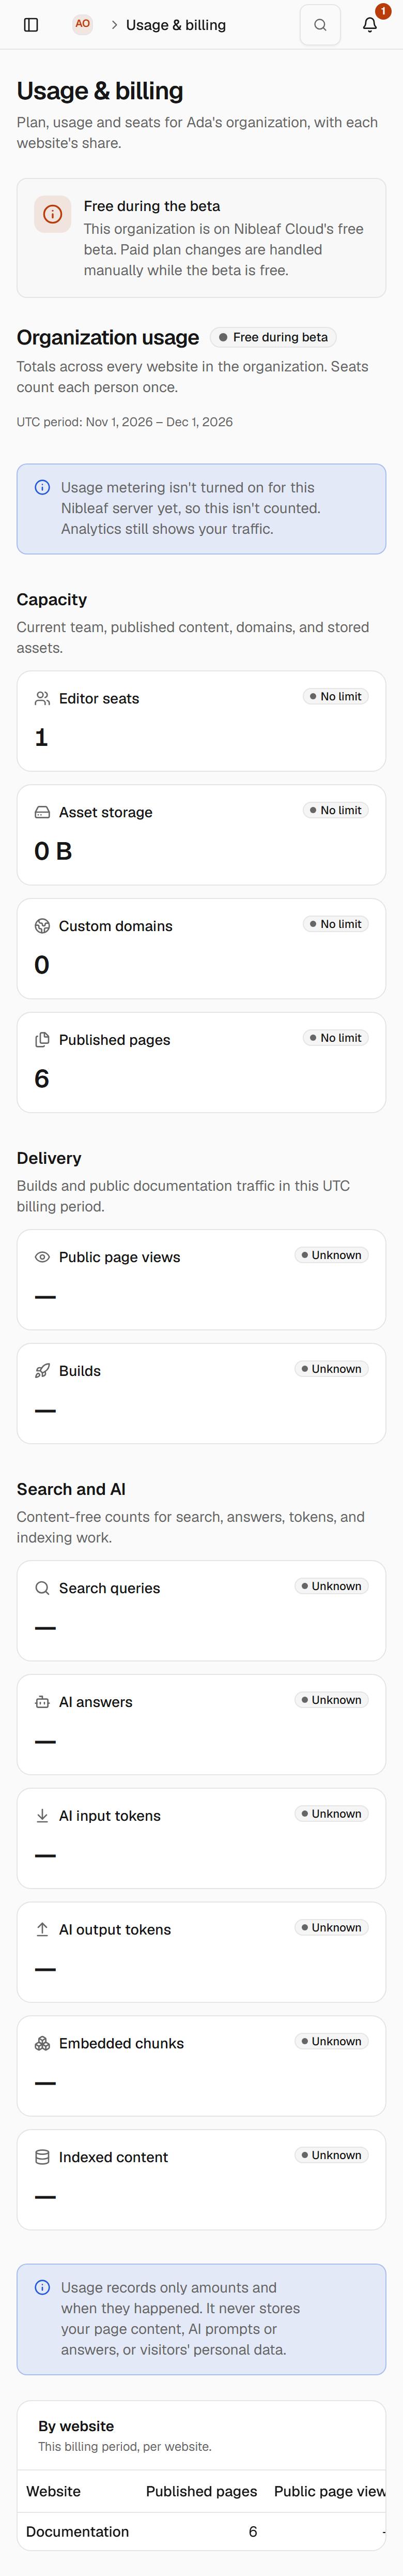 AO > Usage & billing 1
Usage & billing
Plan, usage and seats for Ada's organization, with each
website's share.
Free during the beta
This organization is on Nibleaf Cloud's free
beta. Paid plan changes are handled
manually while the beta is free.
Organization usage Free during beta
Totals across every website in the organization. Seats
count each person once.
UTC period: Nov 1, 2026 – Dec 1, 2026
Usage metering isn't turned on for this
Nibleaf server yet, so this isn't counted.
Analytics still shows your traffic.
Capacity
Current team, published content, domains, and stored
assets.
Editor seats No limit
1
Asset storage No limit
0 B
Custom domains No limit
0
Published pages No limit
6
Delivery
Builds and public documentation traffic in this UTC
billing period.
Public page views Unknown
—
Builds Unknown
—
Search and AI
Content-free counts for search, answers, tokens, and
indexing work.
Search queries Unknown
—
AI answers Unknown
—
AI input tokens Unknown
—
AI output tokens Unknown
—
Embedded chunks Unknown
—
Indexed content Unknown
—
Usage records only amounts and
when they happened. It never stores
your page content, AI prompts or
answers, or visitors' personal data.
By website
This billing period, per website.
Website Published pages Public page view
Documentation 6